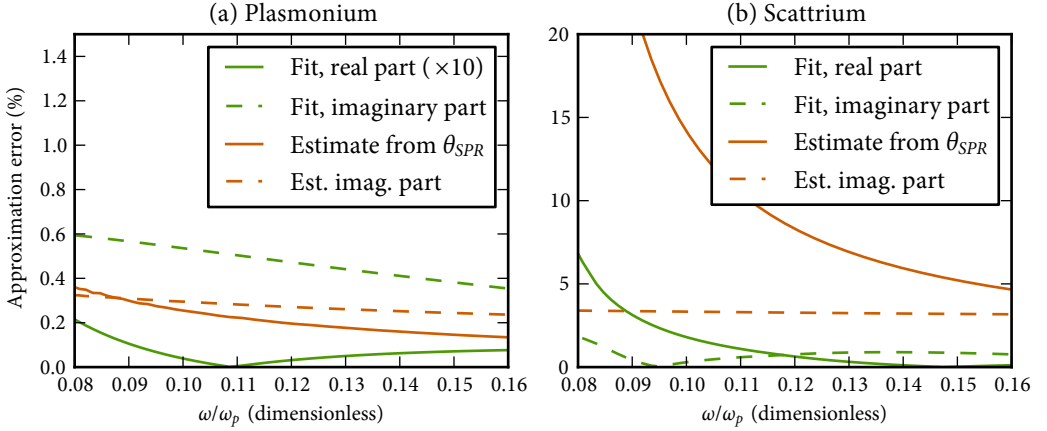 (a) Plasmonium
Approximation error (%)
1.4
1.2
1.0
0.8
0.6
0.4
0.2
0.0
Fit, real part (×10)
Fit, imaginary part
Estimate from θSPR
Est. imag. part
0.08 0.09 0.10 0.11 0.12 0.13 0.14 0.15 0.16
ω/ωp (dimensionless)
(b) Scattrium
20
15
10
5
0
Fit, real part
Fit, imaginary part
Estimate from θSPR
Est. imag. part
0.08 0.09 0.10 0.11 0.12 0.13 0.14 0.15 0.16
ω/ωp (dimensionless)